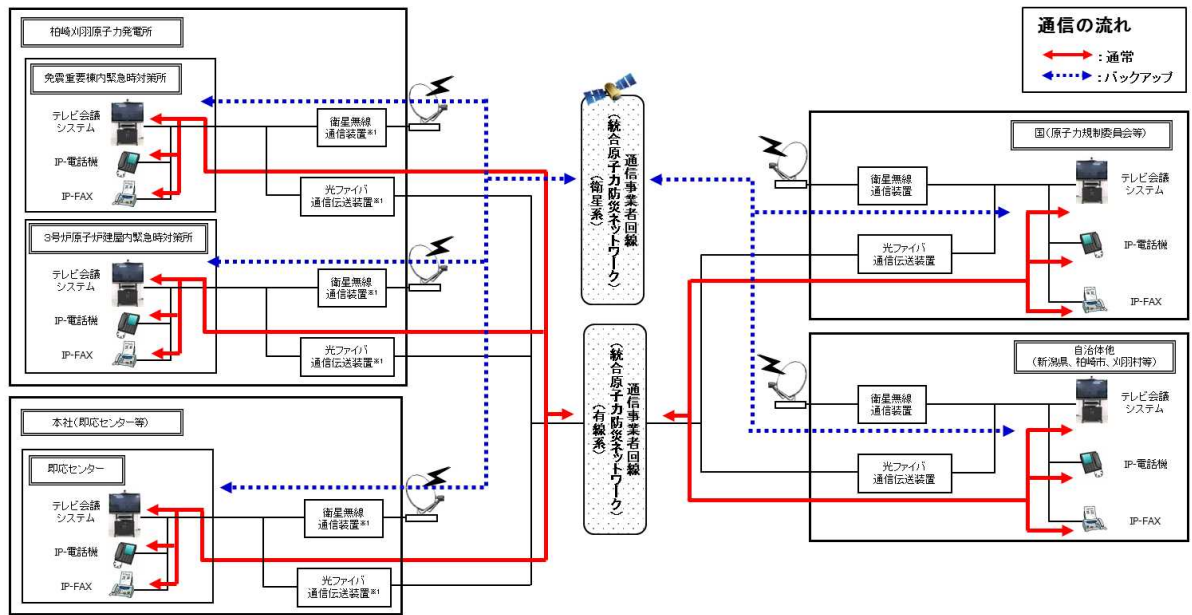 柏崎刈羽原子力発電所
免震重要棟内緊急時対策所
テレビ会議
システム
IP-電話機
IP-FAX
衛星無線
通信装置※1
光ファイバ
通信伝送装置※1
3号炉原子炉建屋内緊急時対策所
テレビ会議
システム
IP-電話機
IP-FAX
衛星無線
通信装置※1
光ファイバ
通信伝送装置※1
本社(即応センター等)
即応センター
テレビ会議
システム
IP-電話機
IP-FAX
衛星無線
通信装置※1
光ファイバ
通信伝送装置※1
通信事業者回線
(統合原子力防災ネットワーク)
(衛星系)
通信事業者回線
(統合原子力防災ネットワーク)
(有線系)
通信の流れ
:通常
:バックアップ
国(原子力規制委員会等)
衛星無線
通信装置
光ファイバ
通信伝送装置
テレビ会議
システム
IP-電話機
IP-FAX
自治体他
(新潟県、柏崎市、刈羽村等)
衛星無線
通信装置
光ファイバ
通信伝送装置
テレビ会議
システム
IP-電話機
IP-FAX